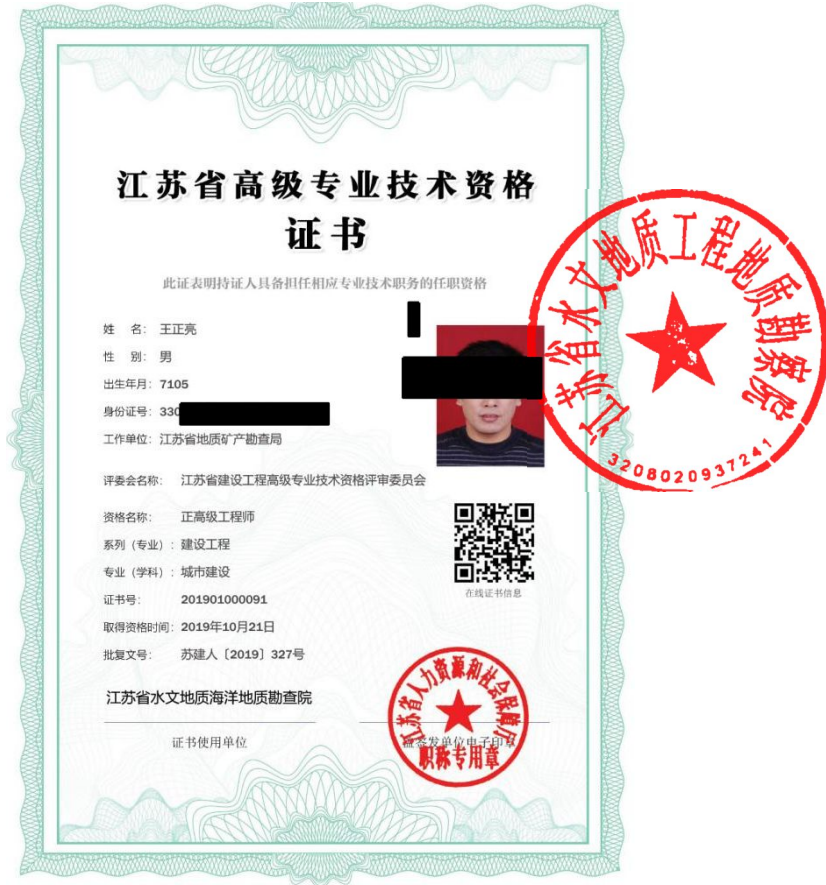 江苏省高级专业技术资格
证书
此证表明持证人具备担任相应专业技术职务的任职资格
姓 名: 王正亮
性 别: 男
出生年月: 7105
身份证号: 330
工作单位: 江苏省地质矿产勘查局
评委会名称: 江苏省建设工程高级专业技术资格评审委员会
资格名称: 正高级工程师
系列（专业）: 建设工程
专业（学科）: 城市建设
证书号: 201901000091
取得资格时间: 2019年10月21日
批复文号: 苏建人〔2019〕327号
在线证书信息
江苏省水文地质海洋地质勘查院
证书使用单位
盖签发单位电子印章
江苏省人力资源和社会保障厅
职称专用章
江苏省水文地质工程地质勘察院
3208020937241